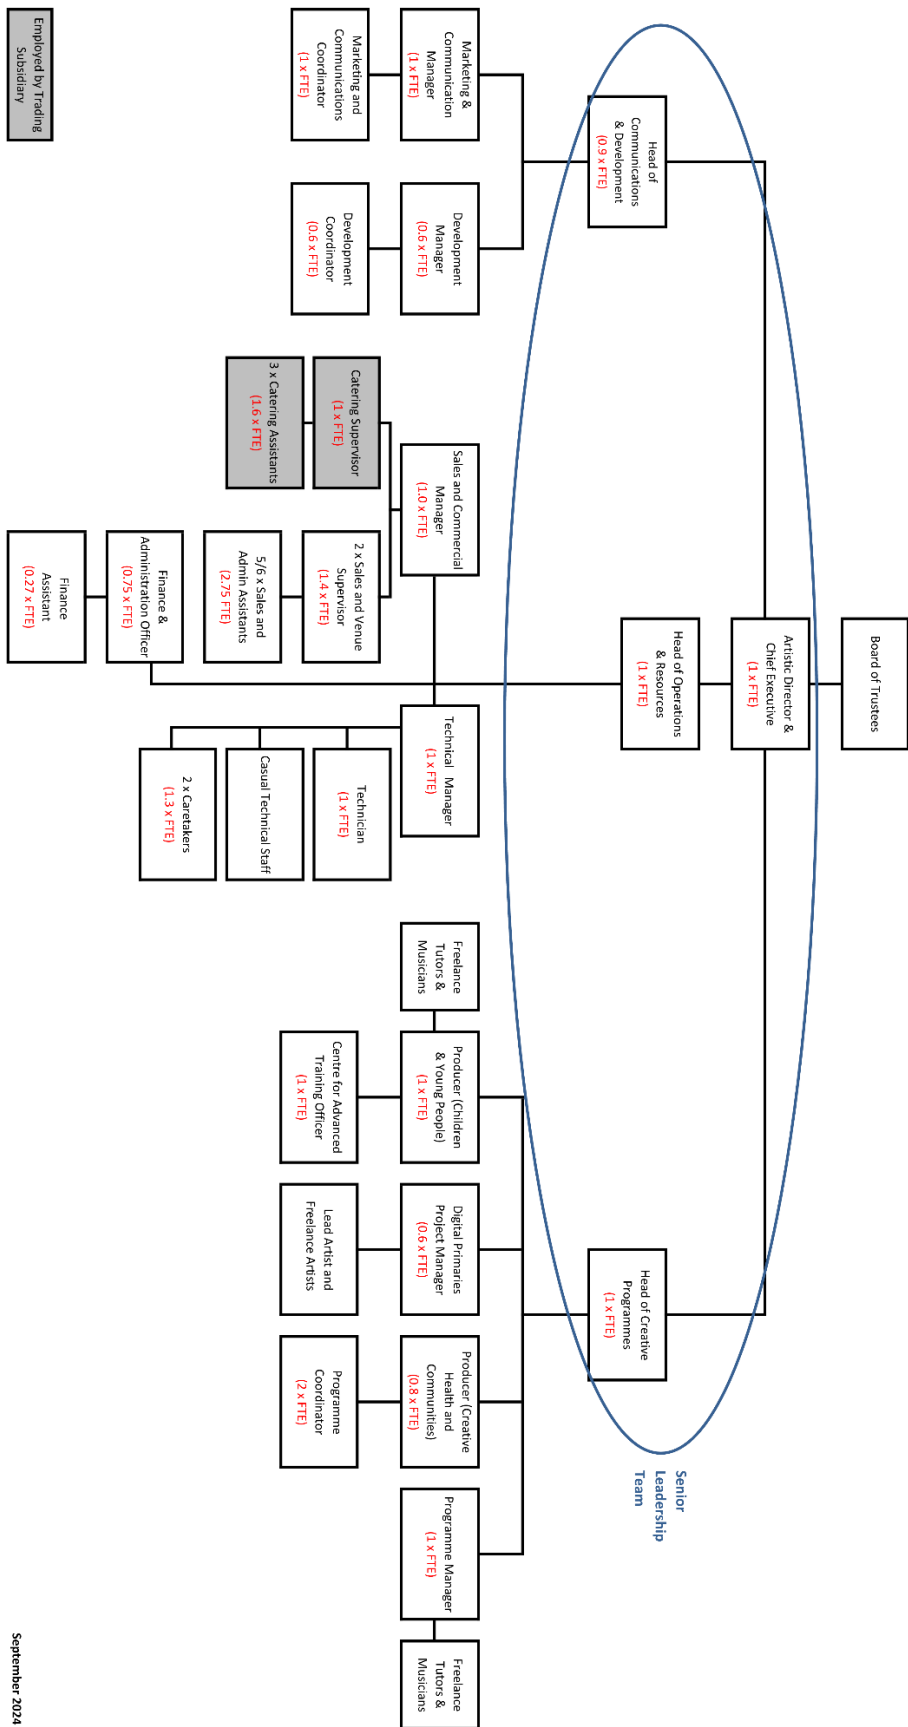 Board of Trustees
Artistic Director &
Chief Executive
(1 x FTE)
Senior
Leadership
Team
Head of
Communications
& Development
(0.9 x FTE)
Head of Operations
& Resources
(1 x FTE)
Head of Creative
Programmes
(1 x FTE)
Marketing &
Communication
Manager
(1 x FTE)
Development
Manager
(0.6 x FTE)
Sales and Commercial
Manager
(1.0 x FTE)
Technical Manager
(1 x FTE)
Freelance
Tutors &
Musicians
Producer (Children
& Young People)
(1 x FTE)
Digital Primaries
Project Manager
(0.6 x FTE)
Producer (Creative
Health and
Communities)
(0.8 x FTE)
Programme Manager
(1 x FTE)
Freelance
Tutors &
Musicians
Marketing and
Communications
Coordinator
(1 x FTE)
Development
Coordinator
(0.6 x FTE)
Catering Supervisor
(1 x FTE)
2 x Sales and Venue
Supervisor
(1.4 x FTE)
Technician
(1 x FTE)
Centre for Advanced
Training Officer
(1 x FTE)
Lead Artist and
Freelance Artists
Programme
Coordinator
(2 x FTE)
3 x Catering Assistants
(1.6 x FTE)
5/6 x Sales and
Admin Assistants
(2.75 FTE)
Casual Technical Staff
2 x Caretakers
(1.3 x FTE)
Finance &
Administration Officer
(0.75 x FTE)
Finance
Assistant
(0.27 x FTE)
Employed by Trading
Subsidiary
September 2024